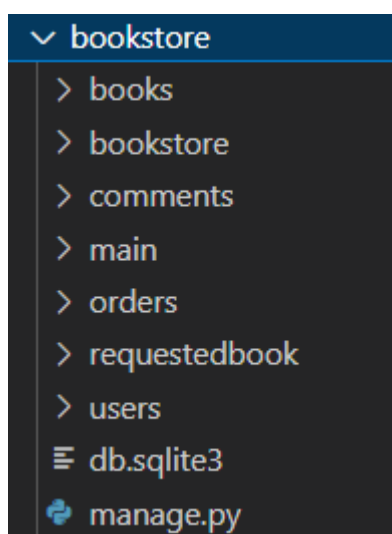 bookstore
books
bookstore
comments
main
orders
requestedbook
users
db.sqlite3
manage.py